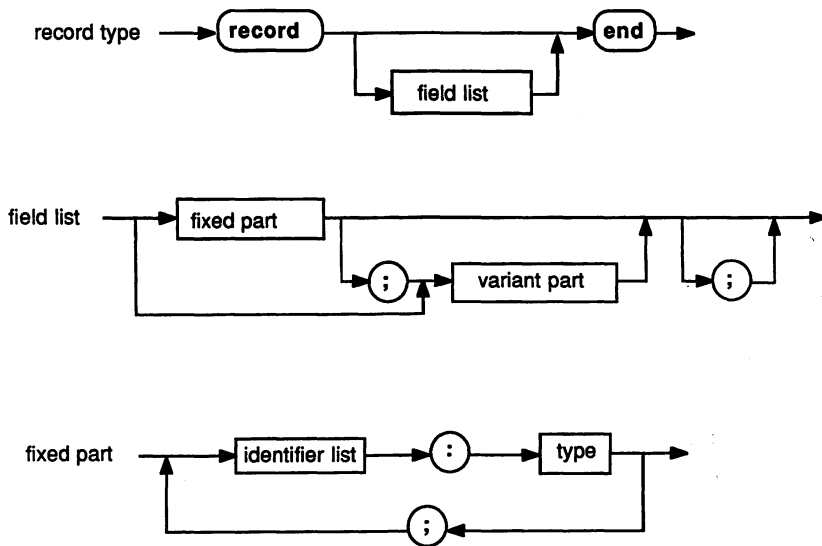 record type record end
field list
field list fixed part
; variant part ;
fixed part identifier list : type
;